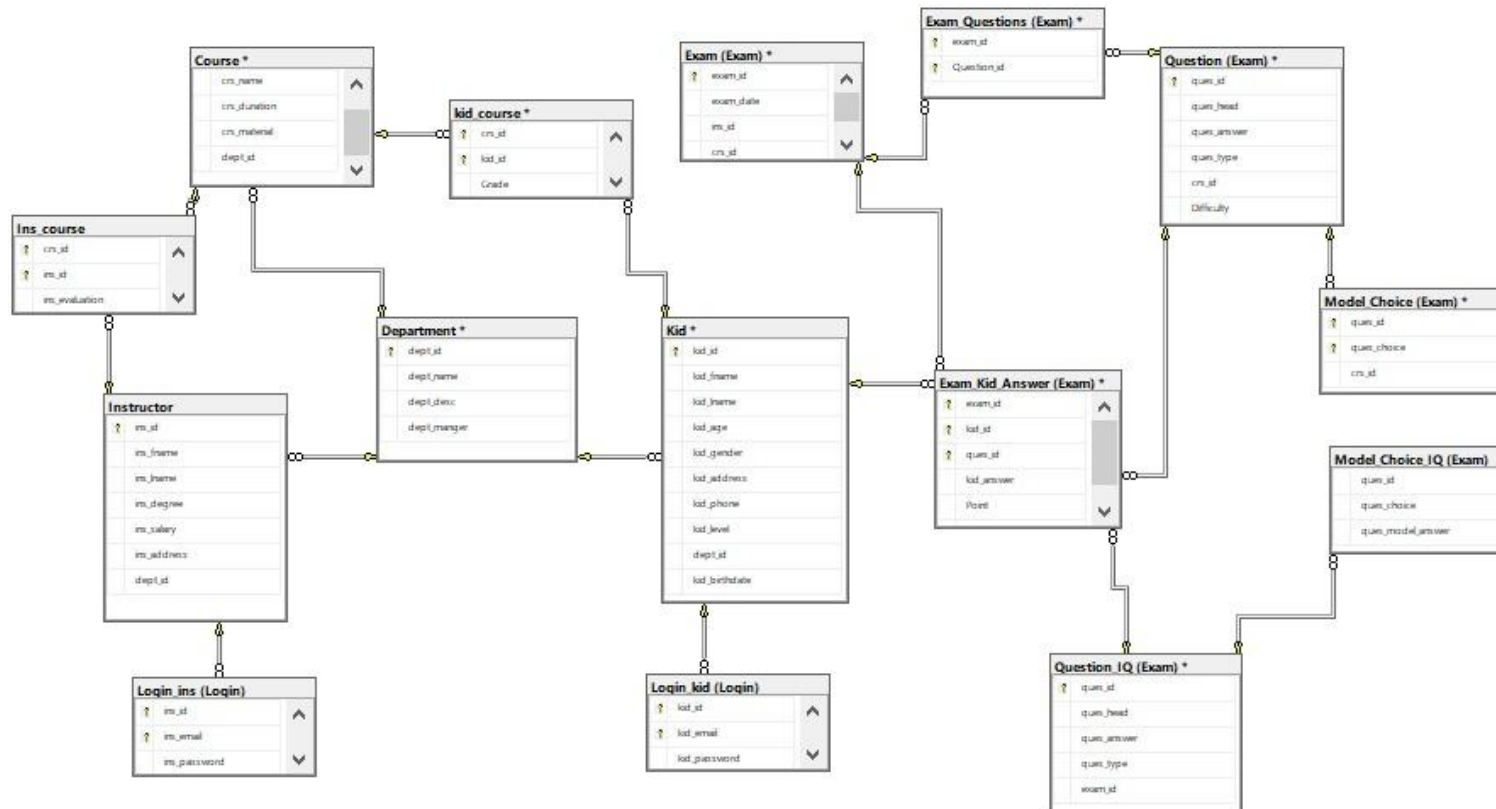 Course *
crs_name
crs_duration
crs_material
dept_id
kid_course *
crs_id
kid_id
Grade
Exam (Exam) *
exam_id
exam_date
ins_id
crs_id
Exam_Questions (Exam) *
exam_id
Question_id
Question (Exam) *
ques_id
ques_head
ques_answer
ques_type
crs_id
Difficulty
Ins_course
crs_id
ins_id
ins_evaluation
Department *
dept_id
dept_name
dept_desc
dept_manger
Kid *
kid_id
kid_fname
kid_lname
kid_age
kid_gender
kid_address
kid_phone
kid_level
dept_id
kid_birthdate
Model_Choice (Exam) *
ques_id
ques_choice
crs_id
Instructor
ins_id
ins_fname
ins_lname
ins_degree
ins_salary
ins_address
dept_id
Exam_Kid_Answer (Exam) *
exam_id
kid_id
ques_id
kid_answer
Point
Model_Choice_IQ (Exam)
ques_id
ques_choice
ques_model_answer
Login_ins (Login)
ins_id
ins_email
ins_password
Login_kid (Login)
kid_id
kid_email
kid_password
Question_IQ (Exam) *
ques_id
ques_head
ques_answer
ques_type
exam_id